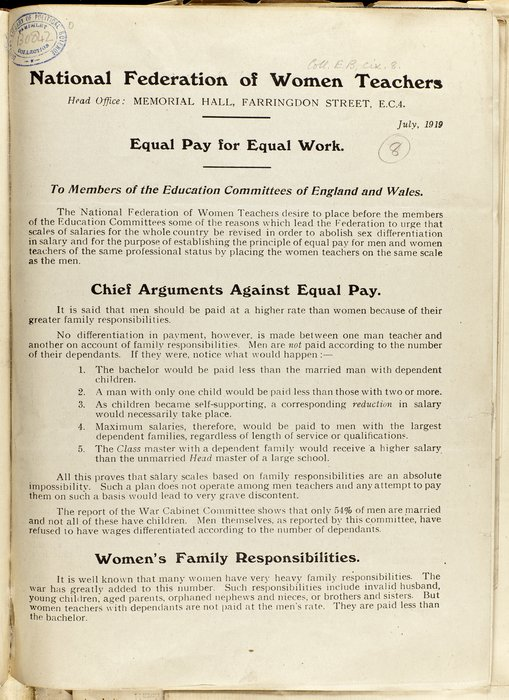 LIBRARY OF POLITICAL SCIENCE
PAMPHLET
COLLECTION
Coll. E.B, cix. 8.
National Federation of Women Teachers
Head Office: MEMORIAL HALL, FARRINGDON STREET, E.C.4.
July, 1919
8
Equal Pay for Equal Work.
To Members of the Education Committees of England and Wales.
The National Federation of Women Teachers desire to place before the members
of the Education Committees some of the reasons which lead the Federation to urge that
scales of salaries for the whole country be revised in order to abolish sex differentiation
in salary and for the purpose of establishing the principle of equal pay for men and women
teachers of the same professional status by placing the women teachers on the same scale
as the men.
Chief Arguments Against Equal Pay.
It is said that men should be paid at a higher rate than women because of their
greater family responsibilities.
No differentiation in payment, however, is made between one man teacher and
another on account of family responsibilities. Men are not paid according to the number
of their dependants. If they were, notice what would happen :—
1. The bachelor would be paid less than the married man with dependent
children.
2. A man with only one child would be paid less than those with two or more.
3. As children became self-supporting, a corresponding reduction in salary
would necessarily take place.
4. Maximum salaries, therefore, would be paid to men with the largest
dependent families, regardless of length of service or qualifications.
5. The Class master with a dependent family would receive a higher salary
than the unmarried Head master of a large school.
All this proves that salary scales based on family responsibilities are an absolute
impossibility. Such a plan does not operate among men teachers and any attempt to pay
them on such a basis would lead to very grave discontent.
The report of the War Cabinet Committee shows that only 54% of men are married
and not all of these have children. Men themselves, as reported by this committee, have
refused to have wages differentiated according to the number of dependants.
Women's Family Responsibilities.
It is well known that many women have very heavy family responsibilities. The
war has greatly added to this number. Such responsibilities include invalid husband,
young children, aged parents, orphaned nephews and nieces, or brothers and sisters. But
women teachers with dependants are not paid at the men's rate. They are paid less than
the bachelor.